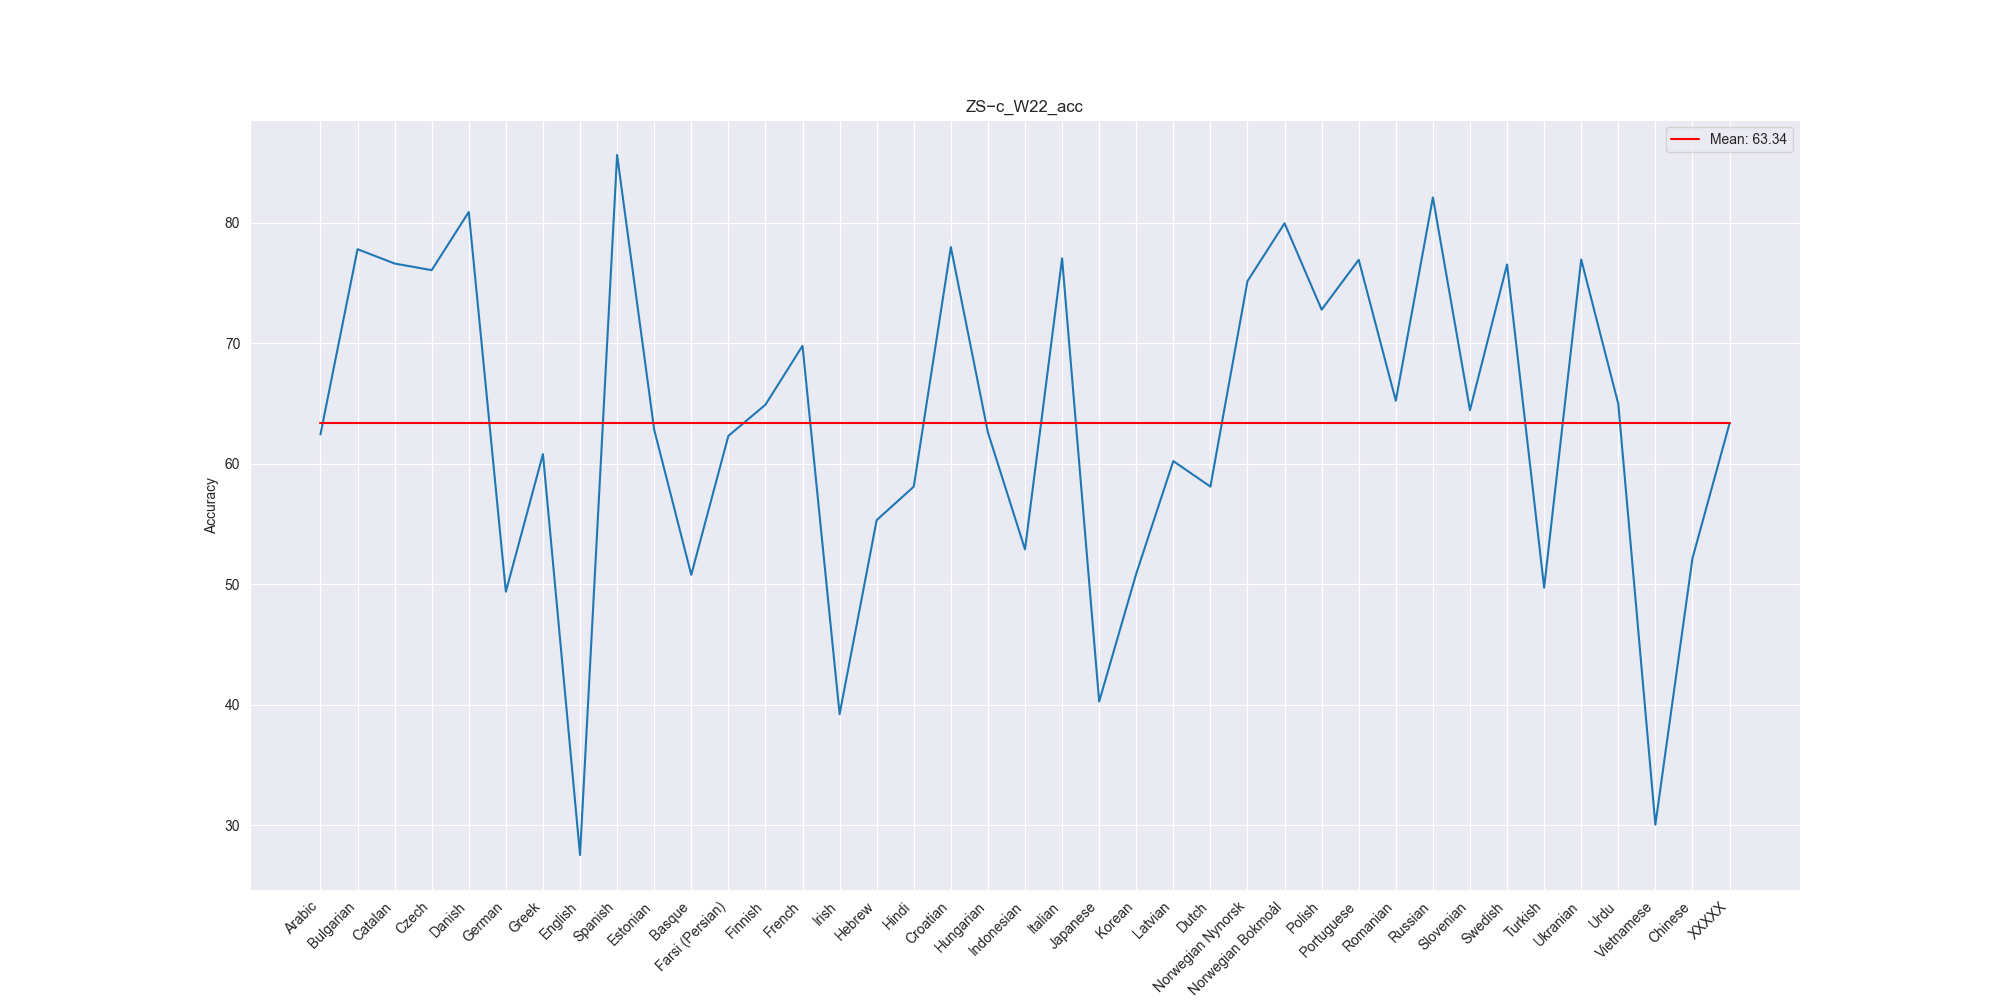 ZS−c_W22_acc
Mean: 63.34
Accuracy
80
70
60
50
40
30
Arabic
Bulgarian
Catalan
Czech
Danish
German
Greek
English
Spanish
Estonian
Basque
Farsi (Persian)
Finnish
French
Irish
Hebrew
Hindi
Croatian
Hungarian
Indonesian
Italian
Japanese
Korean
Latvian
Dutch
Norwegian Nynorsk
Norwegian Bokmoål
Polish
Portuguese
Romanian
Russian
Slovenian
Swedish
Turkish
Ukranian
Urdu
Vietnamese
Chinese
XXXXX